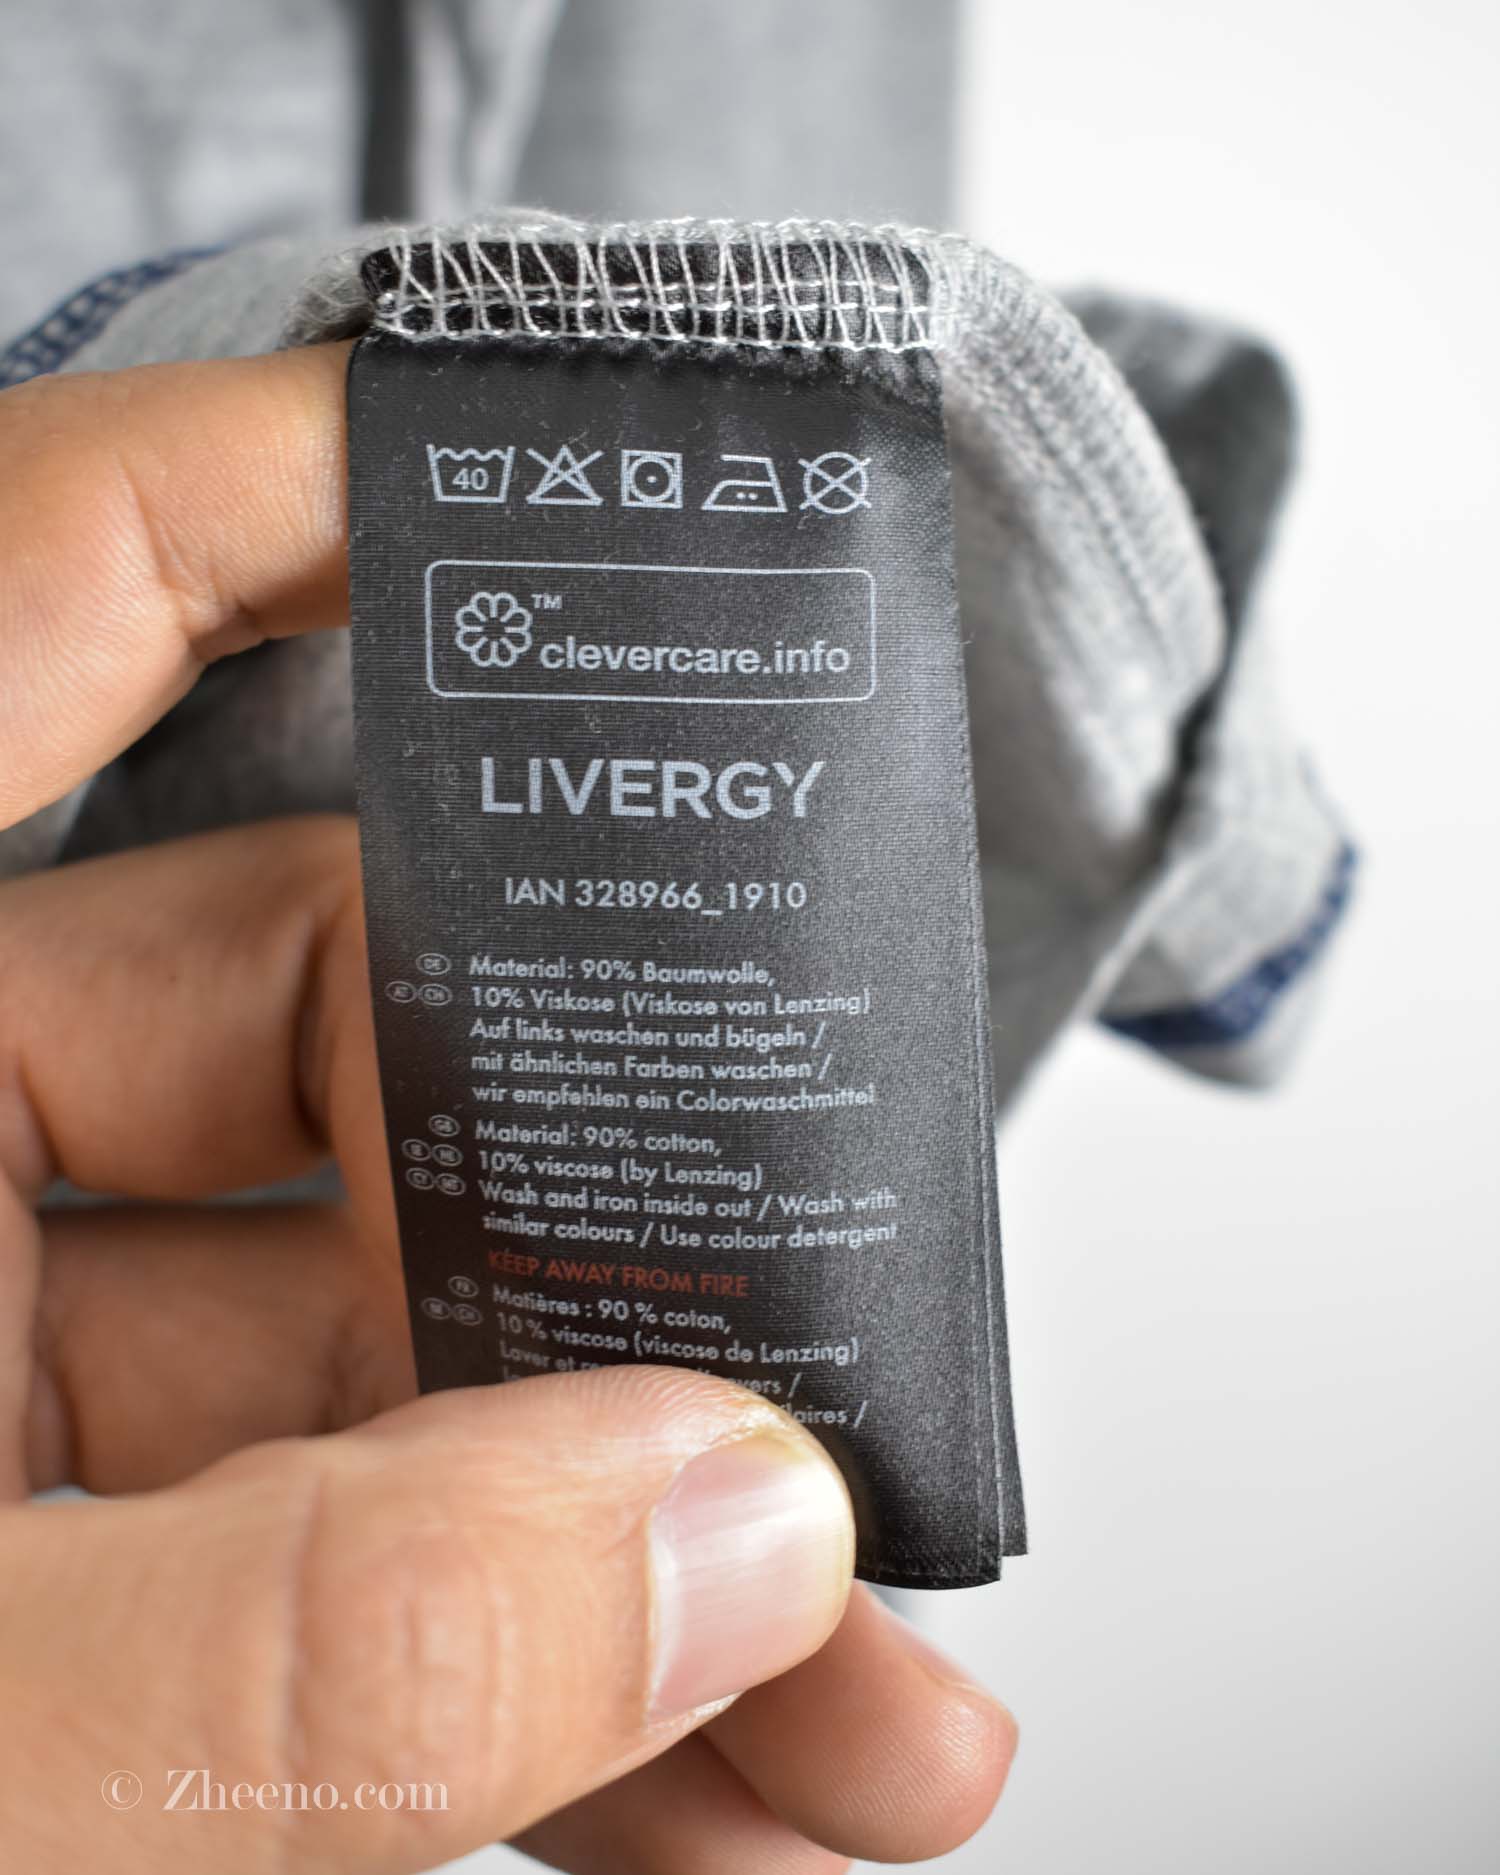 40
TM
clevercare.info
LIVERGY
IAN 328966_1910
DE Material: 90% Baumwolle,
AT CH 10% Viskose (Viskose von Lenzing)
Auf links waschen und bügeln /
mit ähnlichen Farben waschen /
wir empfehlen ein Colorwaschmittel
GB Material: 90% cotton,
IE 10% viscose (by Lenzing)
CY Wash and iron inside out / Wash with
similar colours / Use colour detergent
KEEP AWAY FROM FIRE
FR Matières : 90 % coton,
CH 10 % viscose (viscose de Lenzing)
Laver et
© Zheeno.com